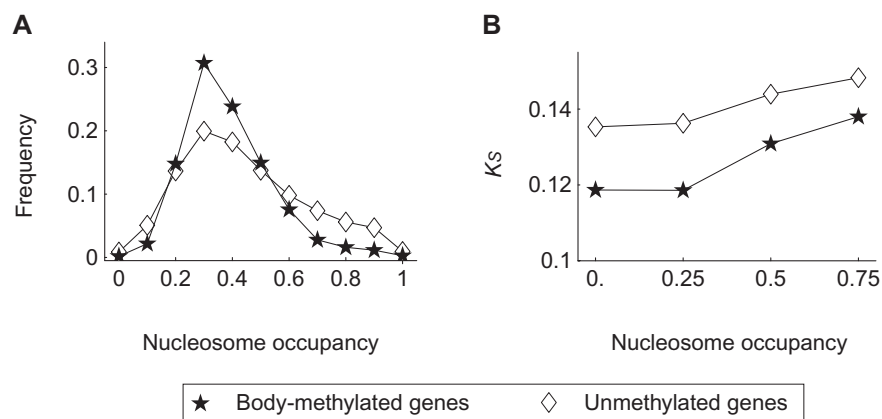 A
B
0.3
0.2
0.1
0
Frequency
0 0.2 0.4 0.6 0.8 1
Nucleosome occupancy
0.14
0.12
0.1
Ks
0. 0.25 0.5 0.75
Nucleosome occupancy
Body-methylated genes Unmethylated genes